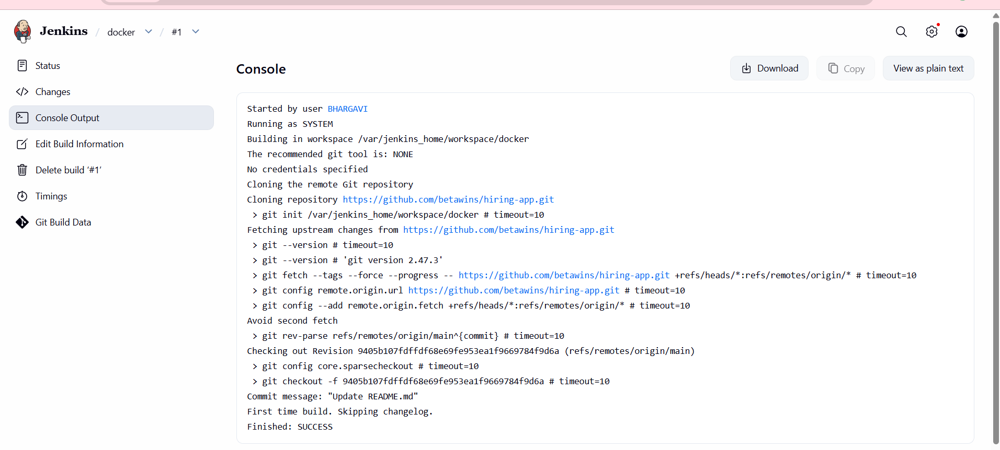 Jenkins / docker / #1
Status
Changes
Console Output
Edit Build Information
Delete build ‘#1’
Timings
Git Build Data
Console
Download
Copy
View as plain text
Started by user BHARGAVI
Running as SYSTEM
Building in workspace /var/jenkins_home/workspace/docker
The recommended git tool is: NONE
No credentials specified
Cloning the remote Git repository
Cloning repository https://github.com/betawins/hiring-app.git
 > git init /var/jenkins_home/workspace/docker # timeout=10
Fetching upstream changes from https://github.com/betawins/hiring-app.git
 > git --version # timeout=10
 > git --version # 'git version 2.47.3'
 > git fetch --tags --force --progress -- https://github.com/betawins/hiring-app.git +refs/heads/*:refs/remotes/origin/* # timeout=10
 > git config remote.origin.url https://github.com/betawins/hiring-app.git # timeout=10
 > git config --add remote.origin.fetch +refs/heads/*:refs/remotes/origin/* # timeout=10
Avoid second fetch
 > git rev-parse refs/remotes/origin/main^{commit} # timeout=10
Checking out Revision 9405b107fdffdf68e69fe953ea1f9669784f9d6a (refs/remotes/origin/main)
 > git config core.sparsecheckout # timeout=10
 > git checkout -f 9405b107fdffdf68e69fe953ea1f9669784f9d6a # timeout=10
Commit message: "Update README.md"
First time build. Skipping changelog.
Finished: SUCCESS